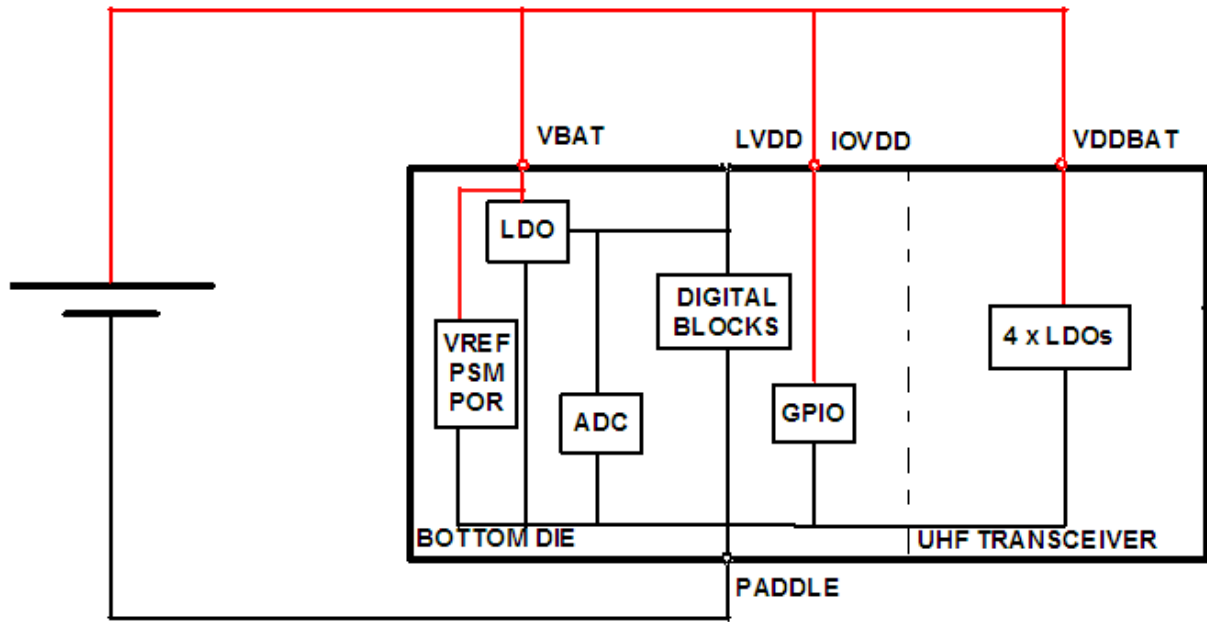 VBAT
LVDD
IOVDD
VDDBAT
LDO
DIGITAL
BLOCKS
4 x LDOs
VREF
PSM
POR
ADC
GPIO
BOTTOM DIE
UHF TRANSCEIVER
PADDLE